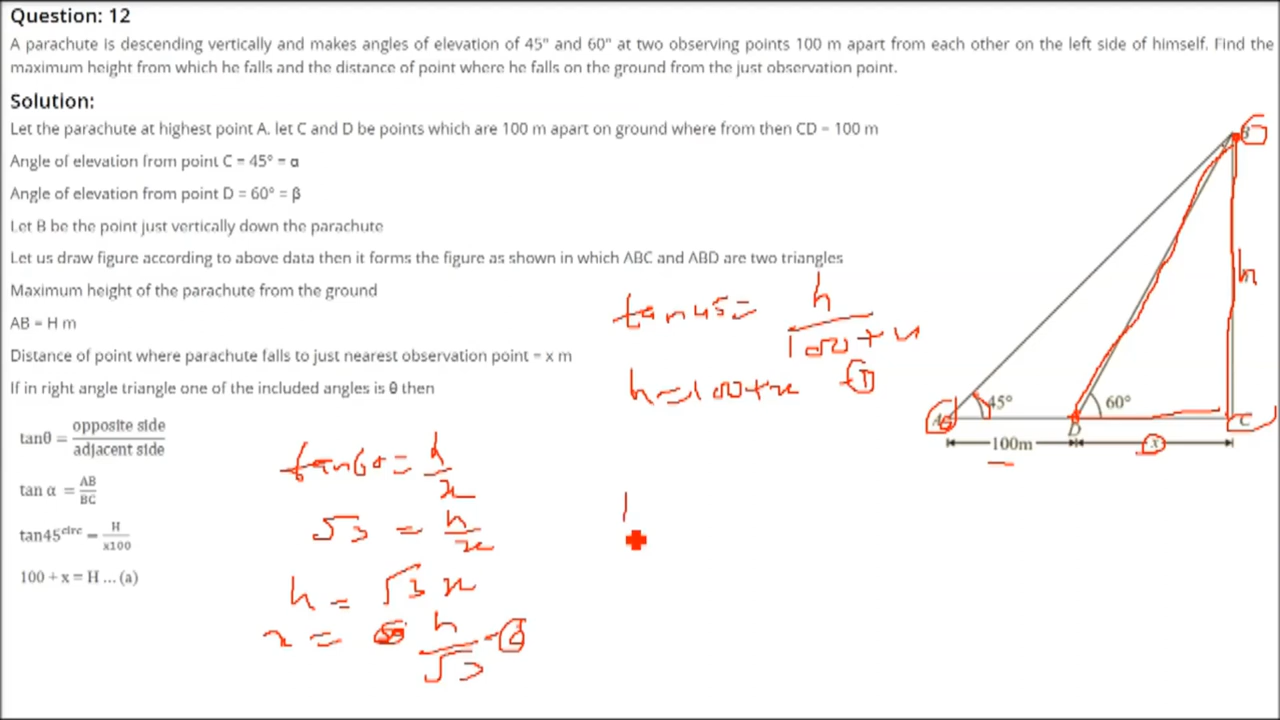 Question: 12
A parachute is descending vertically and makes angles of elevation of 45° and 60° at two observing points 100 m apart from each other on the left side of himself. Find the
maximum height from which he falls and the distance of point where he falls on the ground from the just observation point.
Solution:
Let the parachute at highest point A. let C and D be points which are 100 m apart on ground where from then CD = 100 m
Angle of elevation from point C = 45° = α
Angle of elevation from point D = 60° = β
Let B be the point just vertically down the parachute
Let us draw figure according to above data then it forms the figure as shown in which ABC and ABD are two triangles
Maximum height of the parachute from the ground
AB = H m
Distance of point where parachute falls to just nearest observation point = x m
If in right angle triangle one of the included angles is θ then
tanθ = opposite side / adjacent side
tan α = AB / BC
tan45^circ = H / x100
100 + x = H ... (a)
tan60 = h / x
√3 = h / x
h = √3 x
x = h / √3 - ②
tan45 = h / 100 + x
h = 100 + x - ①
B
h
45°
60°
A
D
C
100m
x